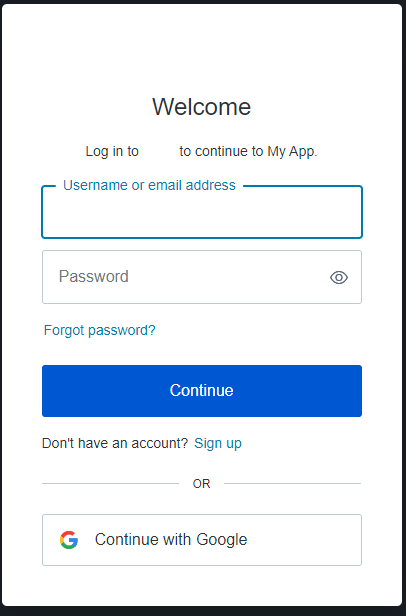 Welcome
Log in to to continue to My App.
Username or email address
Password
Forgot password?
Continue
Don't have an account? Sign up
OR
Continue with Google